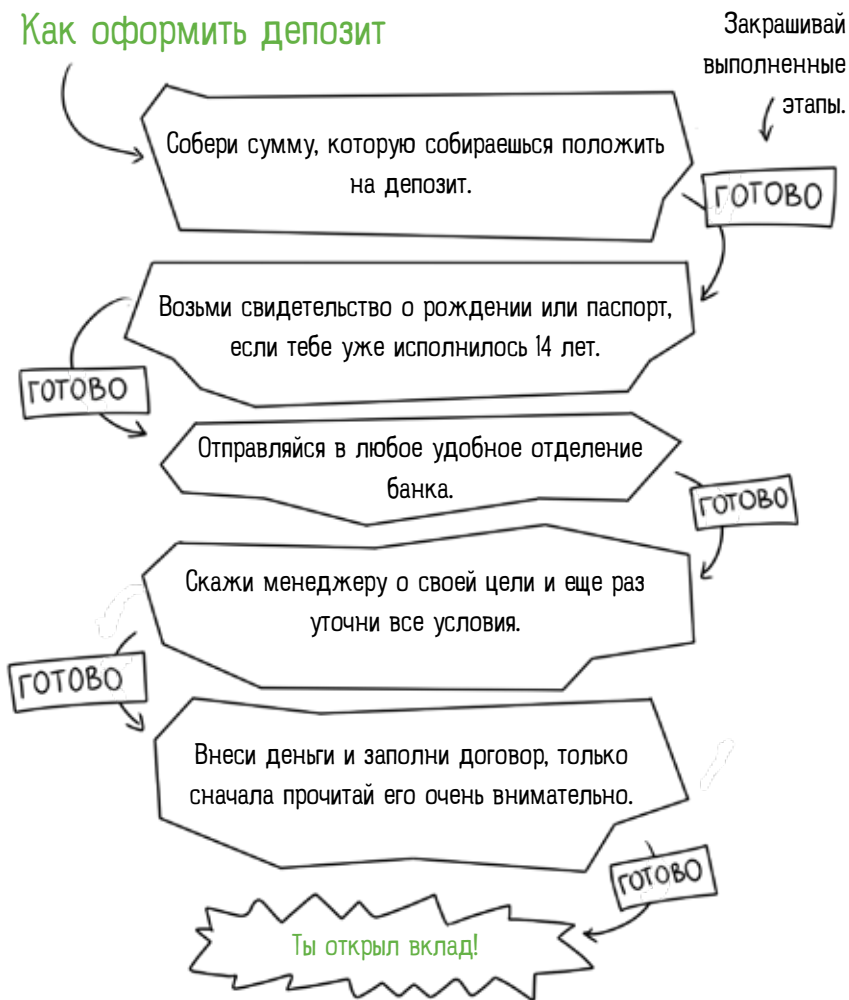 Как оформить депозит
Закрашивай
выполненные
этапы.
Собери сумму, которую собираешься положить
на депозит.
ГОТОВО
Возьми свидетельство о рождении или паспорт,
если тебе уже исполнилось 14 лет.
ГОТОВО
Отправляйся в любое удобное отделение
банка.
ГОТОВО
Скажи менеджеру о своей цели и еще раз
уточни все условия.
ГОТОВО
Внеси деньги и заполни договор, только
сначала прочитай его очень внимательно.
ГОТОВО
Ты открыл вклад!